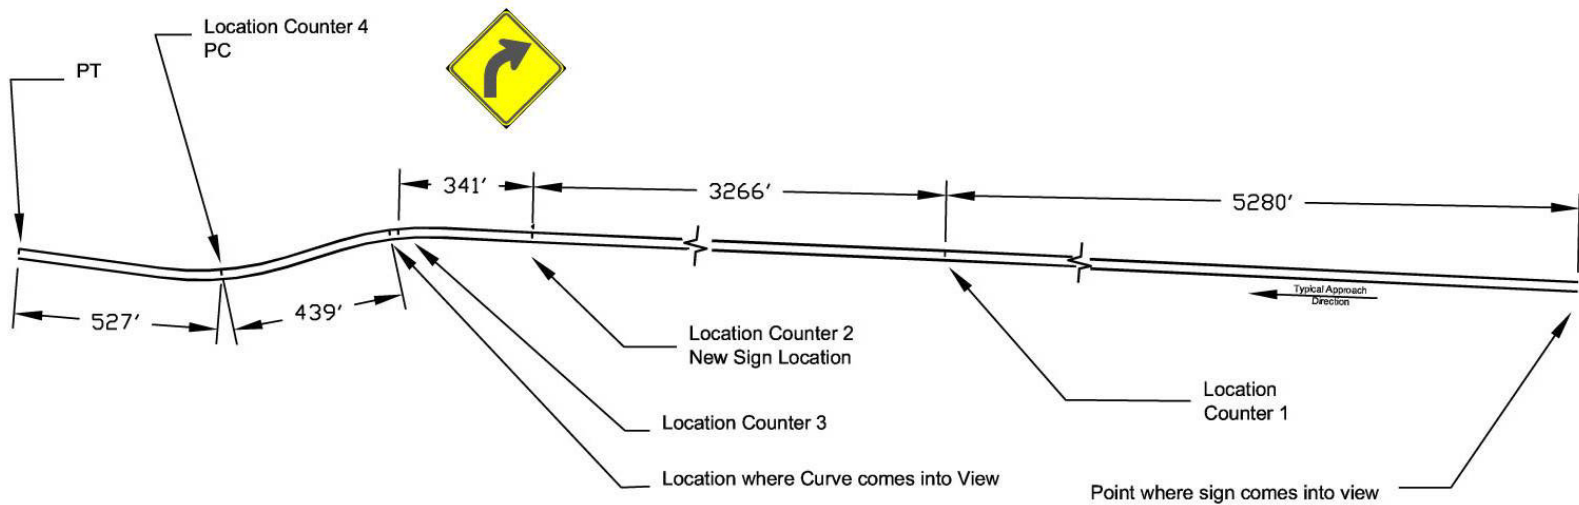 Location Counter 4
PC
PT
341'
3266'
5280'
Typical Approach
Direction
527'
439'
Location Counter 2
New Sign Location
Location
Counter 1
Location Counter 3
Location where Curve comes into View
Point where sign comes into view